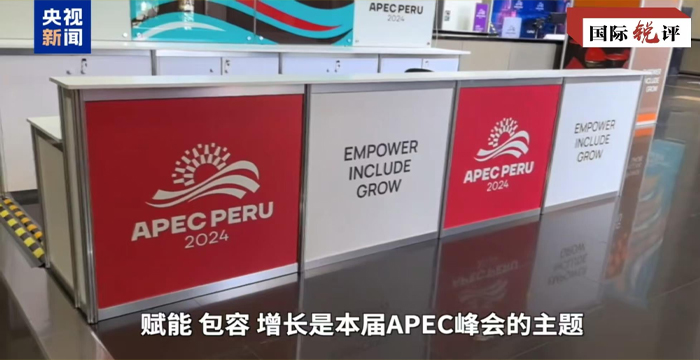 央视
新闻
国际锐评
APEC PERU
2024
APEC PERU
2024
EMPOWER
INCLUDE
GROW
APEC PERU
2024
EMPOWER
INCLUDE
GROW
INCLUDE
GROW
赋能 包容 增长是本届APEC峰会的主题